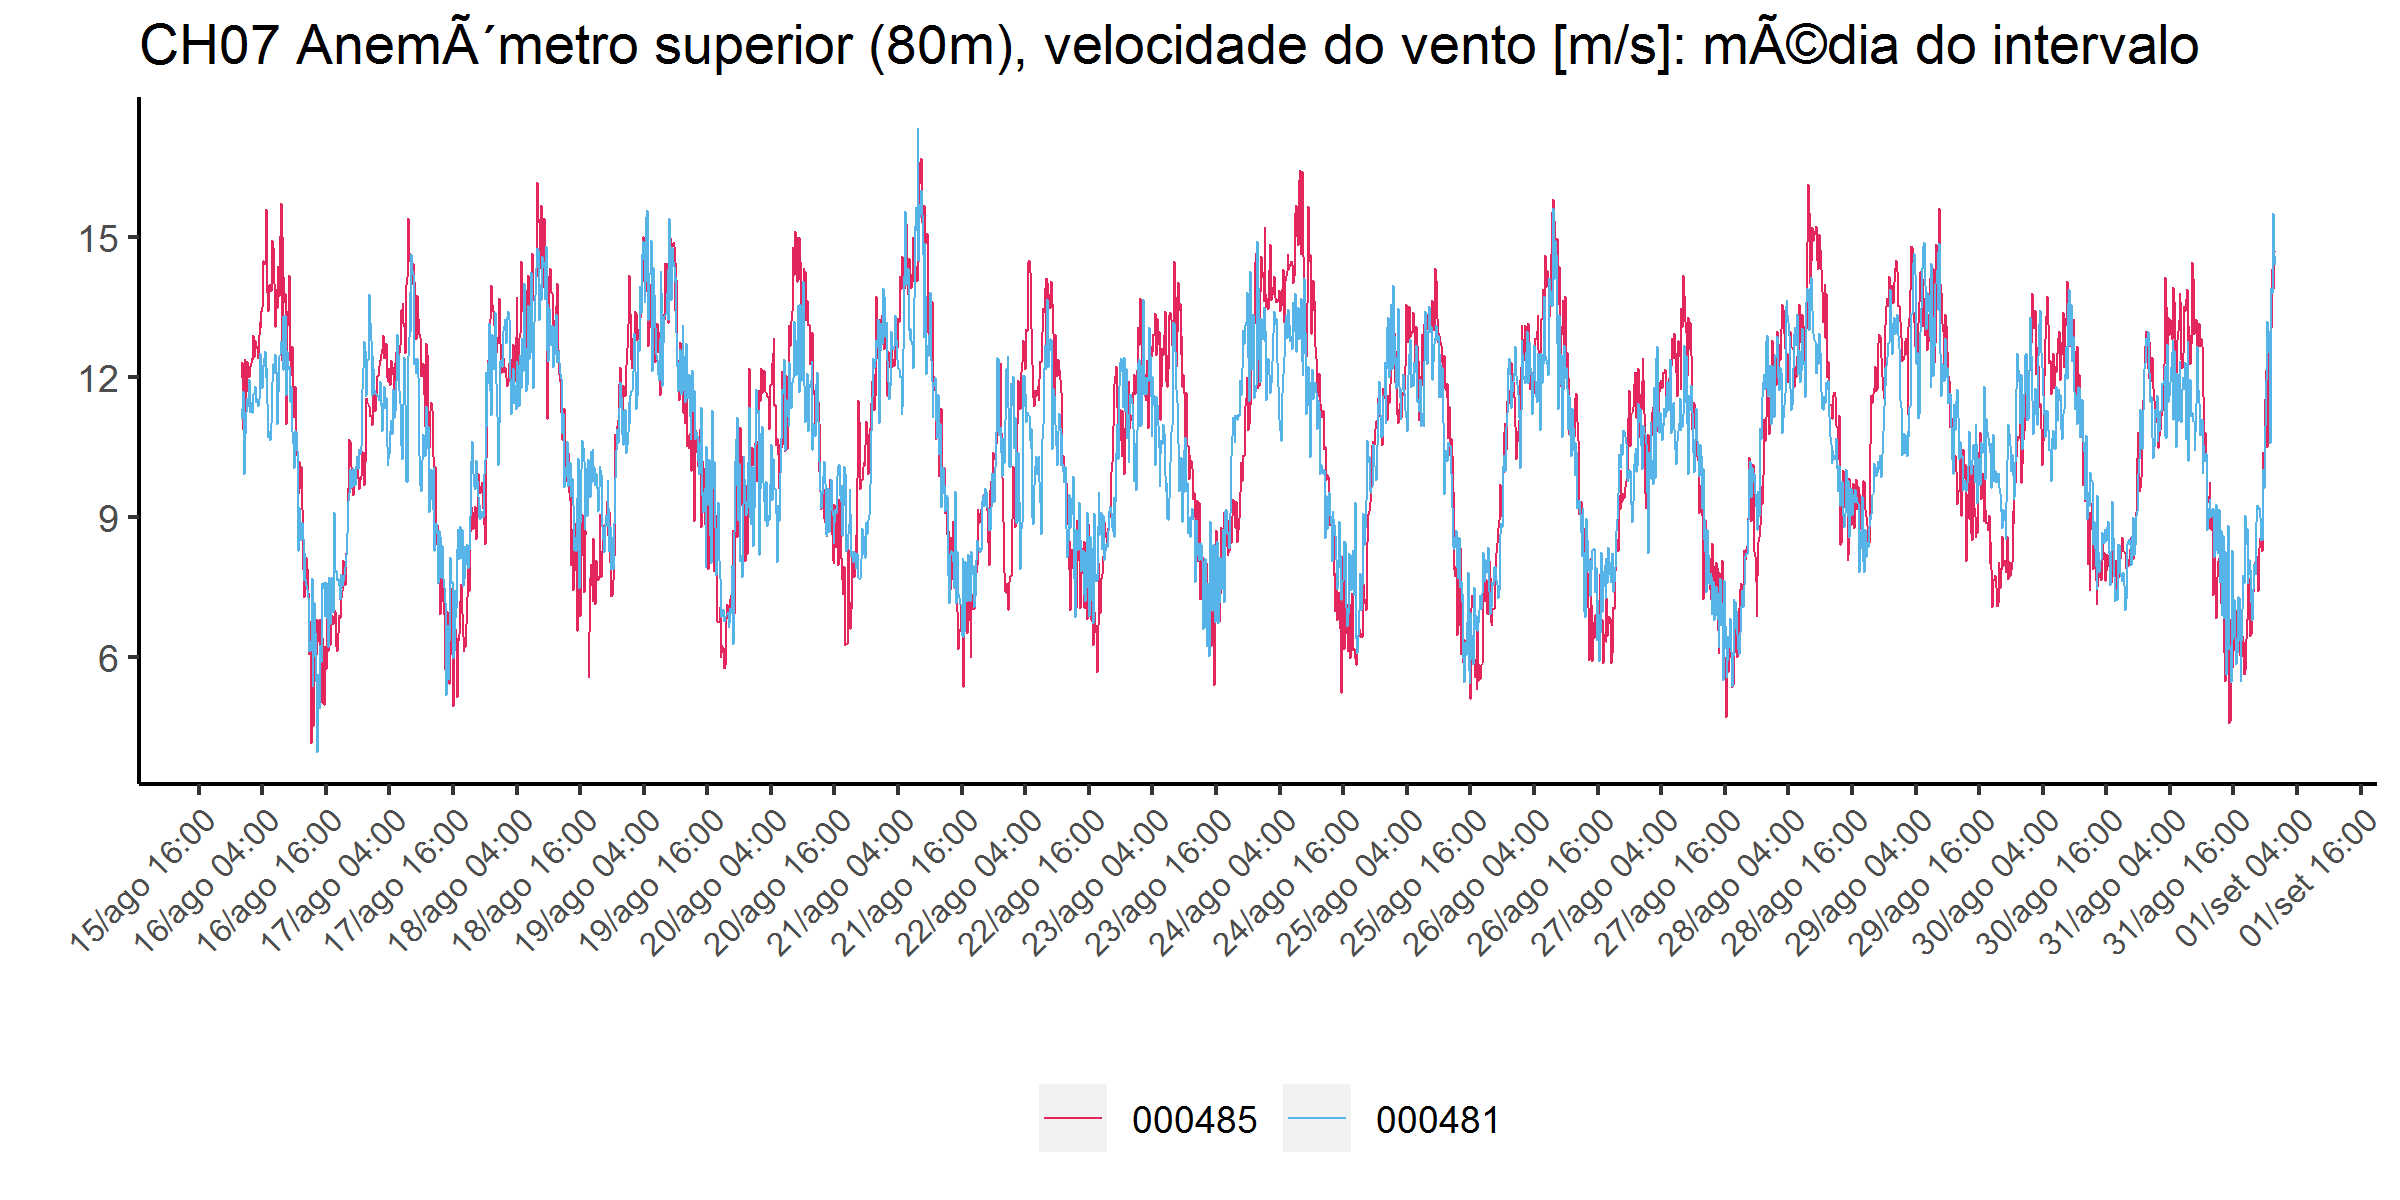 CH07 AnemÃ´metro superior (80m), velocidade do vento [m/s]: mÃ©dia do intervalo
15
12
9
6
15/ago 16:00
16/ago 04:00
16/ago 16:00
17/ago 04:00
17/ago 16:00
18/ago 04:00
18/ago 16:00
19/ago 04:00
19/ago 16:00
20/ago 04:00
20/ago 16:00
21/ago 04:00
21/ago 16:00
22/ago 04:00
22/ago 16:00
23/ago 04:00
23/ago 16:00
24/ago 04:00
24/ago 16:00
25/ago 04:00
25/ago 16:00
26/ago 04:00
26/ago 16:00
27/ago 04:00
27/ago 16:00
28/ago 04:00
28/ago 16:00
29/ago 04:00
29/ago 16:00
30/ago 04:00
30/ago 16:00
31/ago 04:00
31/ago 16:00
01/set 04:00
01/set 16:00
000485
000481